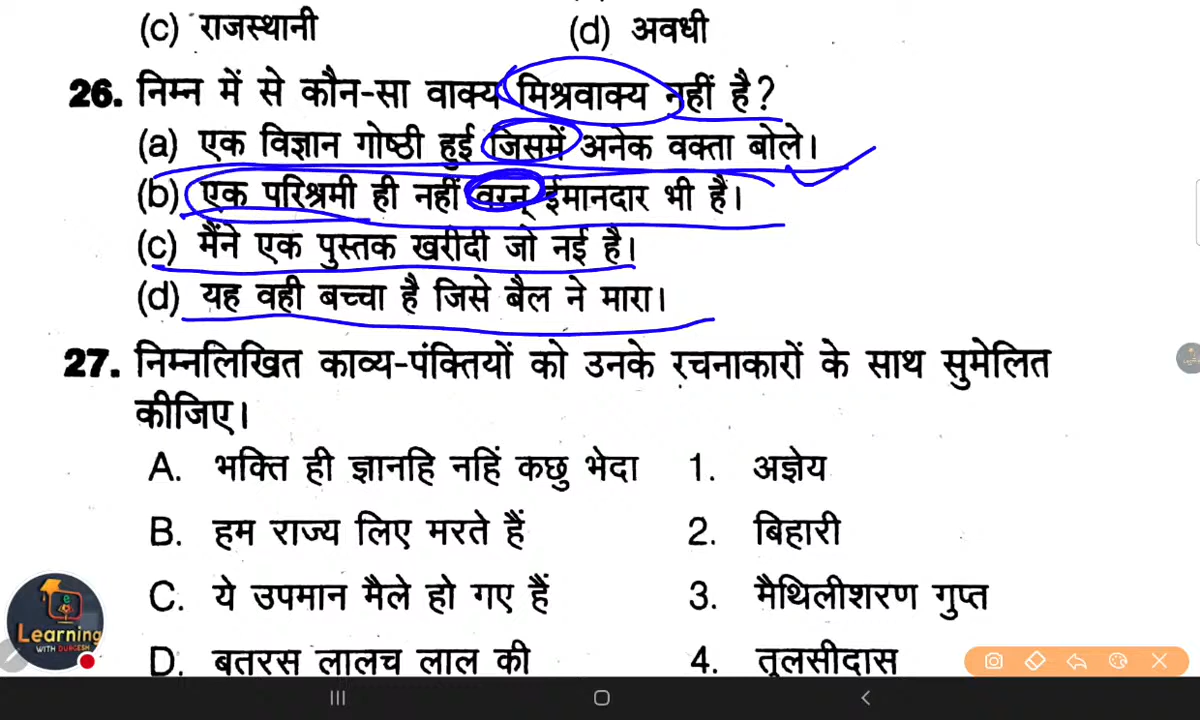 (c) राजस्थानी (d) अवधी
26. निम्न में से कौन-सा वाक्य मिश्रवाक्य नहीं है?
(a) एक विज्ञान गोष्ठी हुई जिसमें अनेक वक्ता बोले।
(b) एक परिश्रमी ही नहीं वरन् ईमानदार भी है।
(c) मैंने एक पुस्तक खरीदी जो नई है।
(d) यह वही बच्चा है जिसे बैल ने मारा।
27. निम्नलिखित काव्य-पंक्तियों को उनके रचनाकारों के साथ सुमेलित
कीजिए।
A. भक्ति ही ज्ञानहि नहिं कछु भेदा 1. अज्ञेय
B. हम राज्य लिए मरते हैं 2. बिहारी
C. ये उपमान मैले हो गए हैं 3. मैथिलीशरण गुप्त
D. बतरस लालच लाल की 4. तुलसीदास
Learning
WITH DURGESH